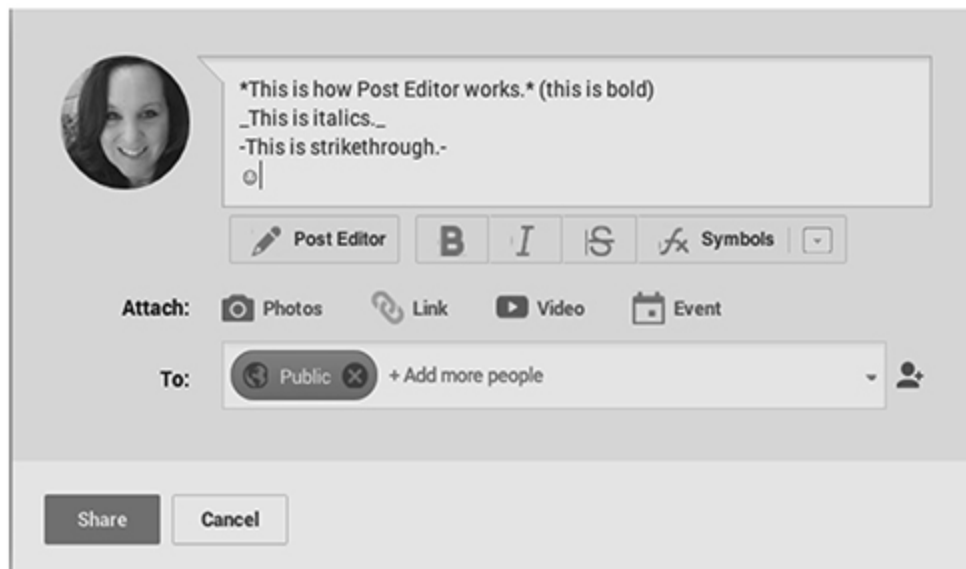 *This is how Post Editor works.* (this is bold)
_This is italics._
-This is strikethrough.-
☺
Post Editor B I S fx Symbols
Attach: Photos Link Video Event
To: Public + Add more people
Share Cancel